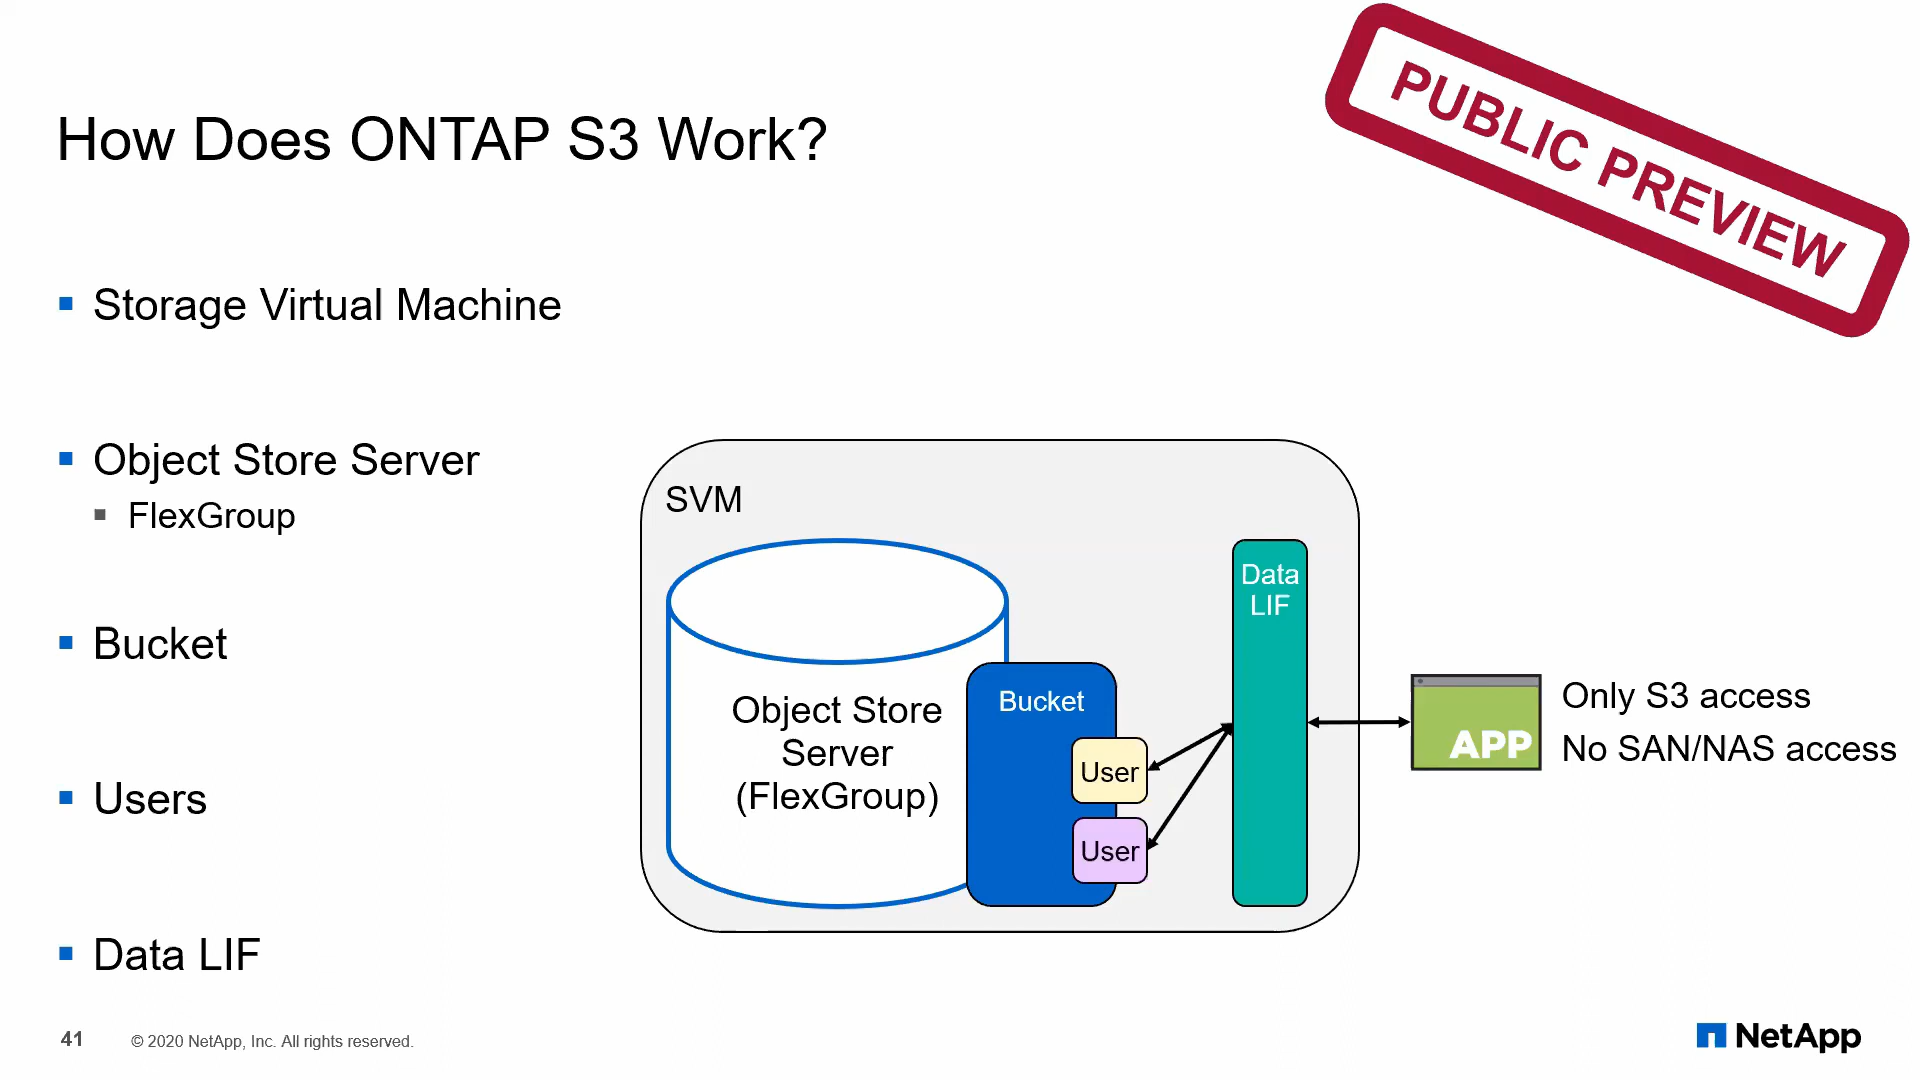 PUBLIC PREVIEW
How Does ONTAP S3 Work?
Storage Virtual Machine
Object Store Server
FlexGroup
Bucket
Users
Data LIF
SVM
Object Store
Server
(FlexGroup)
Bucket
User
User
Data
LIF
APP
Only S3 access
No SAN/NAS access
41
© 2020 NetApp, Inc. All rights reserved.
NetApp